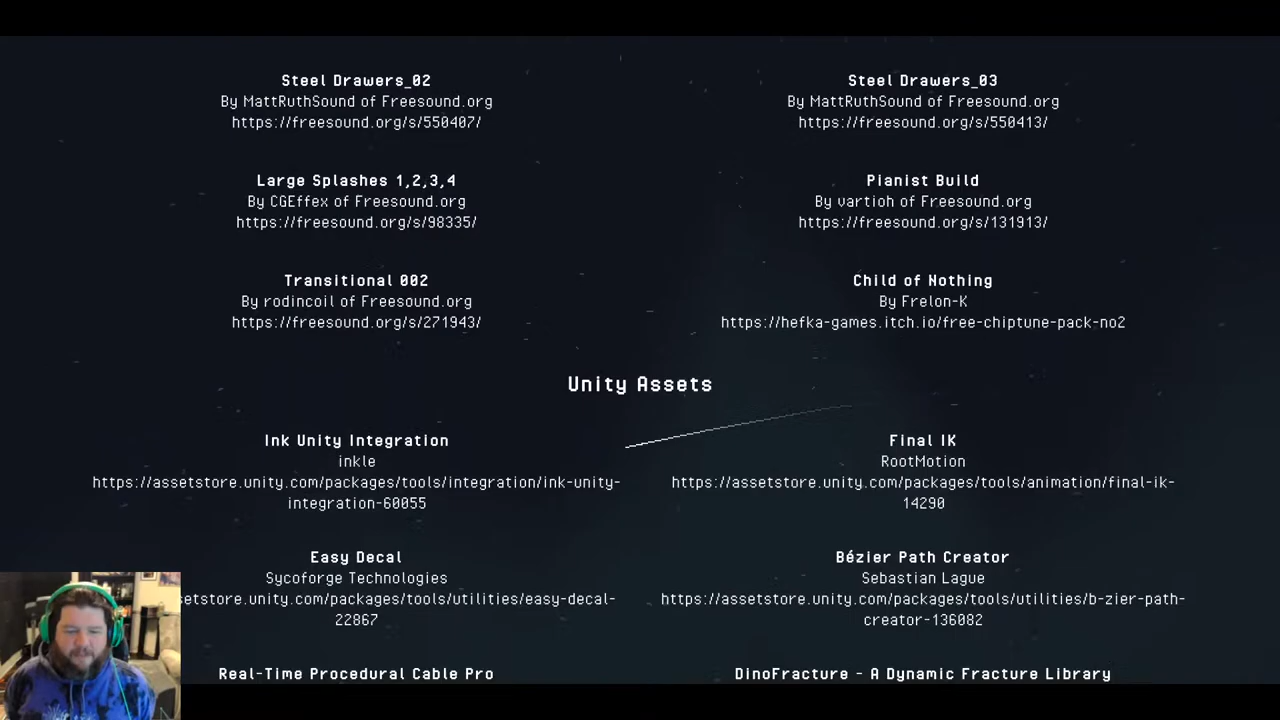 Steel Drawers_02
By MattRuthSound of Freesound.org
https://freesound.org/s/550407/
Steel Drawers_03
By MattRuthSound of Freesound.org
https://freesound.org/s/550413/
Large Splashes 1,2,3,4
By CGEffex of Freesound.org
https://freesound.org/s/98335/
Pianist Build
By vartioh of Freesound.org
https://freesound.org/s/131913/
Transitional 002
By rodincoil of Freesound.org
https://freesound.org/s/271943/
Child of Nothing
By Frelon-K
https://hefka-games.itch.io/free-chiptune-pack-no2
Unity Assets
Ink Unity Integration
inkle
https://assetstore.unity.com/packages/tools/integration/ink-unity-
integration-60055
Final IK
RootMotion
https://assetstore.unity.com/packages/tools/animation/final-ik-
14290
Easy Decal
Sycoforge Technologies
setstore.unity.com/packages/tools/utilities/easy-decal-
22867
Bézier Path Creator
Sebastian Lague
https://assetstore.unity.com/packages/tools/utilities/b-zier-path-
creator-136082
Real-Time Procedural Cable Pro
DinoFracture - A Dynamic Fracture Library